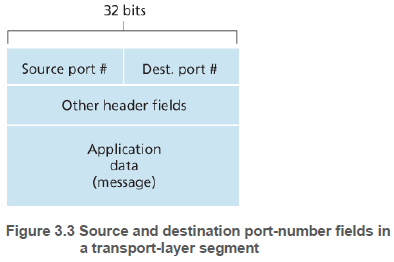 32 bits
Source port # Dest. port #
Other header fields
Application
data
(message)
Figure 3.3 Source and destination port-number fields in
a transport-layer segment